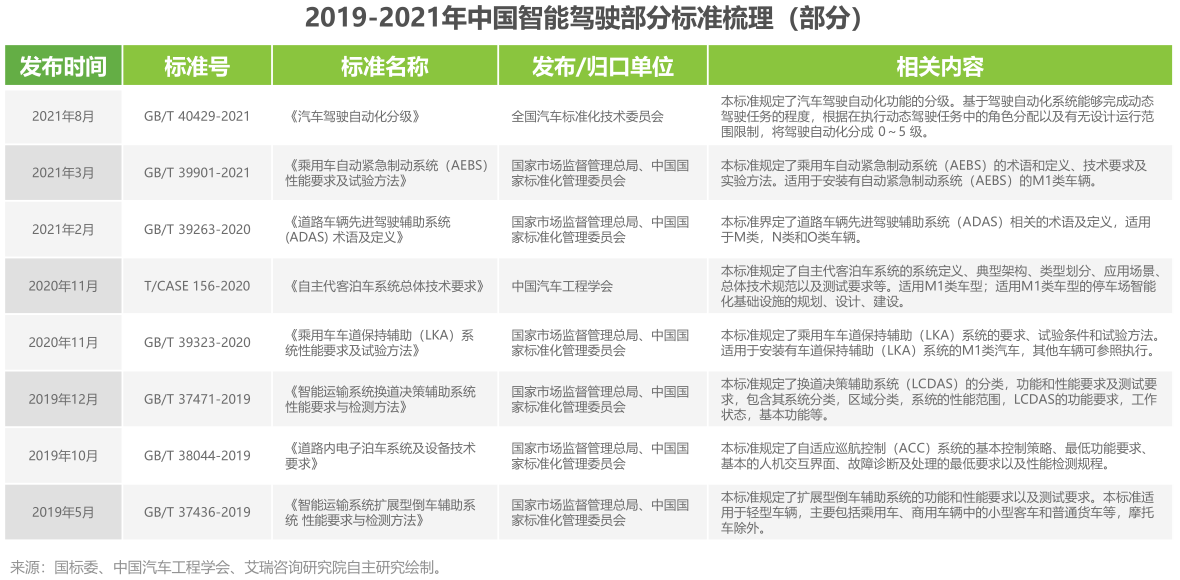 2019-2021年中国智能驾驶部分标准梳理（部分）
发布时间 标准号 标准名称 发布/归口单位 相关内容
2021年8月 GB/T 40429-2021 《汽车驾驶自动化分级》 全国汽车标准化技术委员会
本标准规定了汽车驾驶自动化功能的分级。基于驾驶自动化系统能够完成动态
驾驶任务的程度，根据在执行动态驾驶任务中的角色分配以及有无设计运行范
围限制，将驾驶自动化分成 0～5 级。
2021年3月 GB/T 39901-2021
《乘用车自动紧急制动系统（AEBS）
性能要求及试验方法》
国家市场监督管理总局、中国国
家标准化管理委员会
本标准规定了乘用车自动紧急制动系统（AEBS）的术语和定义、技术要求及
实验方法。适用于安装有自动紧急制动系统（AEBS）的M1类车辆。
2021年2月 GB/T 39263-2020
《道路车辆先进驾驶辅助系统
(ADAS) 术语及定义》
国家市场监督管理总局、中国国
家标准化管理委员会
本标准界定了道路车辆先进驾驶辅助系统（ADAS）相关的术语及定义，适用
于M类，N类和O类车辆。
2020年11月 T/CASE 156-2020 《自主代客泊车系统总体技术要求》 中国汽车工程学会
本标准规定了自主代客泊车系统的系统定义、典型架构、类型划分、应用场景、
总体技术规范以及测试要求等。适用M1类车型；适用M1类车型的停车场智能
化基础设施的规划、设计、建设。
2020年11月 GB/T 39323-2020
《乘用车车道保持辅助（LKA）系
统性能要求及试验方法》
国家市场监督管理总局、中国国
家标准化管理委员会
本标准规定了乘用车车道保持辅助（LKA）系统的要求、试验条件和试验方法。
适用于安装有车道保持辅助（LKA）系统的M1类汽车，其他车辆可参照执行。
2019年12月 GB/T 37471-2019
《智能运输系统换道决策辅助系统
性能要求与检测方法》
国家市场监督管理总局、中国国
家标准化管理委员会
本标准规定了换道决策辅助系统（LCDAS）的分类，功能和性能要求及测试要
求，包含其系统分类，区域分类，系统的性能范围，LCDAS的功能要求，工作
状态，基本功能等。
2019年10月 GB/T 38044-2019
《道路内电子泊车系统及设备技术
要求》
国家市场监督管理总局、中国国
家标准化管理委员会
本标准规定了自适应巡航控制（ACC）系统的基本控制策略、最低功能要求、
基本的人机交互界面、故障诊断及处理的最低要求以及性能检测规程。
2019年5月 GB/T 37436-2019
《智能运输系统扩展型倒车辅助系
统 性能要求与检测方法》
国家市场监督管理总局、中国国
家标准化管理委员会
本标准规定了扩展型倒车辅助系统的功能和性能要求以及测试要求。本标准适
用于轻型车辆，主要包括乘用车、商用车辆中的小型客车和普通货车等，摩托
车除外。
来源：国标委、中国汽车工程学会、艾瑞咨询研究院自主研究绘制。